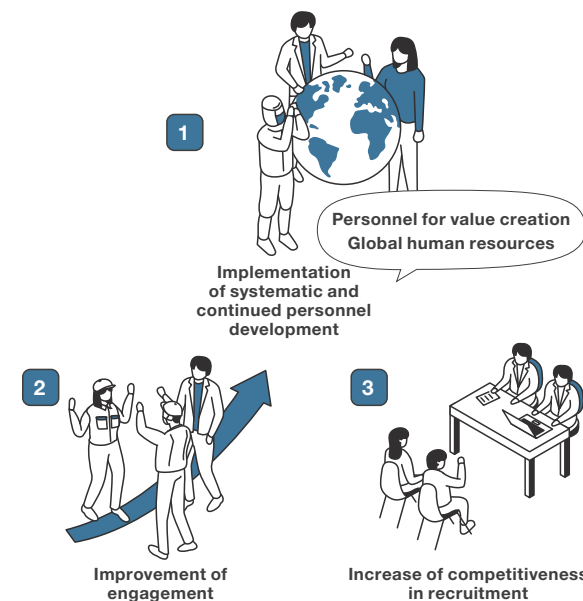 1
Personnel for value creation
Global human resources
Implementation
of systematic and
continued personnel
development
2
Improvement of
engagement
3
Increase of competitiveness
in recruitment